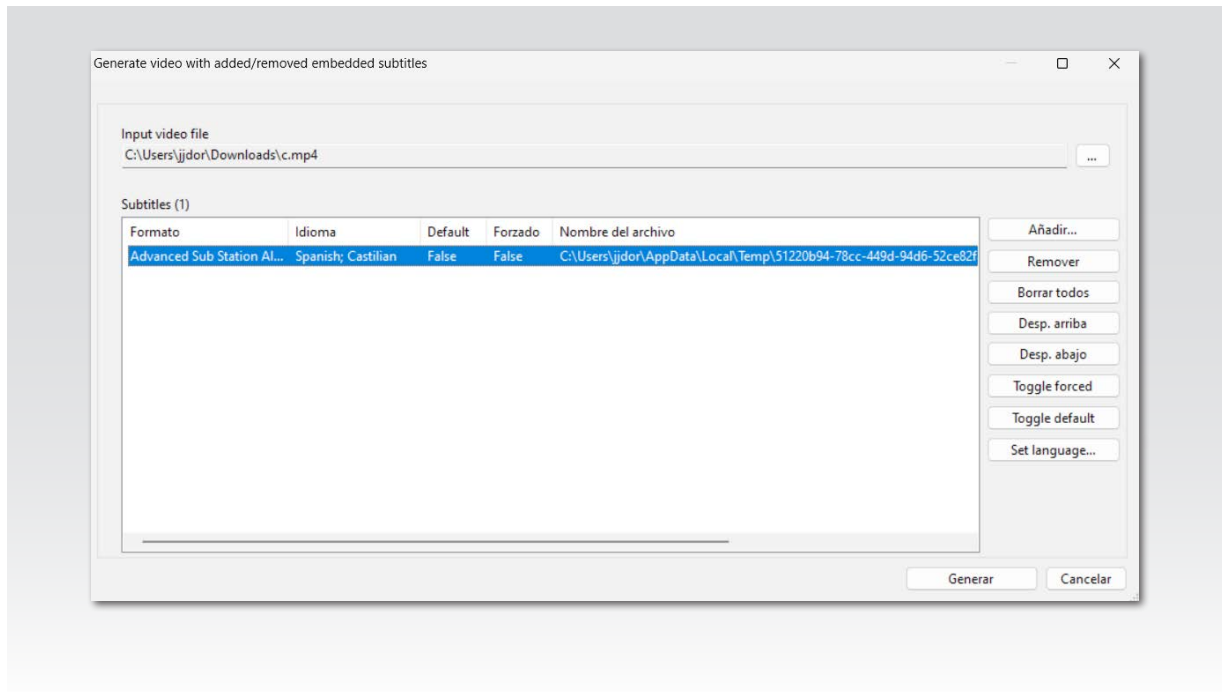 Generate video with added/removed embedded subtitles
Input video file
C:\Users\jjdor\Downloads\c.mp4
...
Subtitles (1)
Formato Idioma Default Forzado Nombre del archivo
Advanced Sub Station Al... Spanish; Castilian False False C:\Users\jjdor\AppData\Local\Temp\51220b94-78cc-449d-94d6-52ce82f
Añadir...
Remover
Borrar todos
Desp. arriba
Desp. abajo
Toggle forced
Toggle default
Set language...
Generar Cancelar